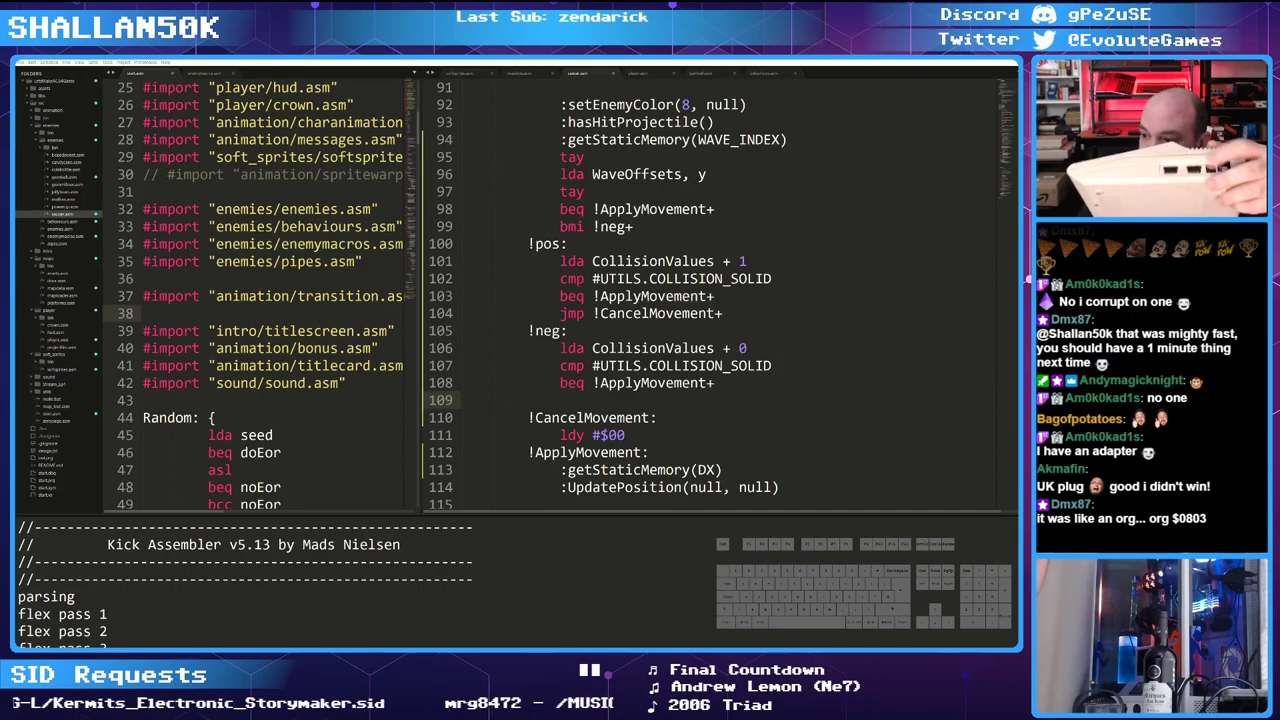 SHALLAN50K
Last Sub: zendarick
Discord gPeZuSE
Twitter @EvoluteGames
FOLDERS
25 #import "player/hud.asm"
26 #import "player/crown.asm"
27 #import "animation/charanimation
28 #import "animation/messages.asm"
29 #import "soft_sprites/softsprite
30 // #import "animation/spritewarp
31
32 #import "enemies/enemies.asm"
33 #import "enemies/behaviours.asm"
34 #import "enemies/enemymacros.asm"
35 #import "enemies/pipes.asm"
36
37 #import "animation/transition.as
38
39 #import "intro/titlescreen.asm"
40 #import "animation/bonus.asm"
41 #import "animation/titlecard.asm"
42 #import "sound/sound.asm"
43
44 Random: {
45 lda seed
46 beq doEor
47 asl
48 beq noEor
49 bcc noEor
91
92 :setEnemyColor(8, null)
93 :hasHitProjectile()
94 :getStaticMemory(WAVE_INDEX)
95 tay
96 lda WaveOffsets, y
97 tay
98 beq !ApplyMovement+
99 bmi !neg+
100 !pos:
101 lda CollisionValues + 1
102 cmp #UTILS.COLLISION_SOLID
103 beq !ApplyMovement+
104 jmp !CancelMovement+
105 !neg:
106 lda CollisionValues + 0
107 cmp #UTILS.COLLISION_SOLID
108 beq !ApplyMovement+
109
110 !CancelMovement:
111 ldy #$00
112 !ApplyMovement:
113 :getStaticMemory(DX)
114 :UpdatePosition(null, null)
115
//------------------------------------------------------
// Kick Assembler v5.13 by Mads Nielsen
//------------------------------------------------------
//------------------------------------------------------
parsing
flex pass 1
flex pass 2
Dmx87:
Am0k0kad1s:
No i corrupt on one
Dmx87:
@Shallan50k that was mighty fast,
you should have a 1 minute thing
next time
Andymagicknight:
Am0k0kad1s: no one
Bagofpotatoes:
Am0k0kad1s:
I have an adapter
Akmafin:
UK plug good i didn't win!
Dmx87:
it was like an org... org $0803
SID Requests
G-L/Kermits_Electronic_Storymaker.sid
a8472 - /MUSI
Final Countdown
Andrew Lemon (Ne7)
2006 Triad